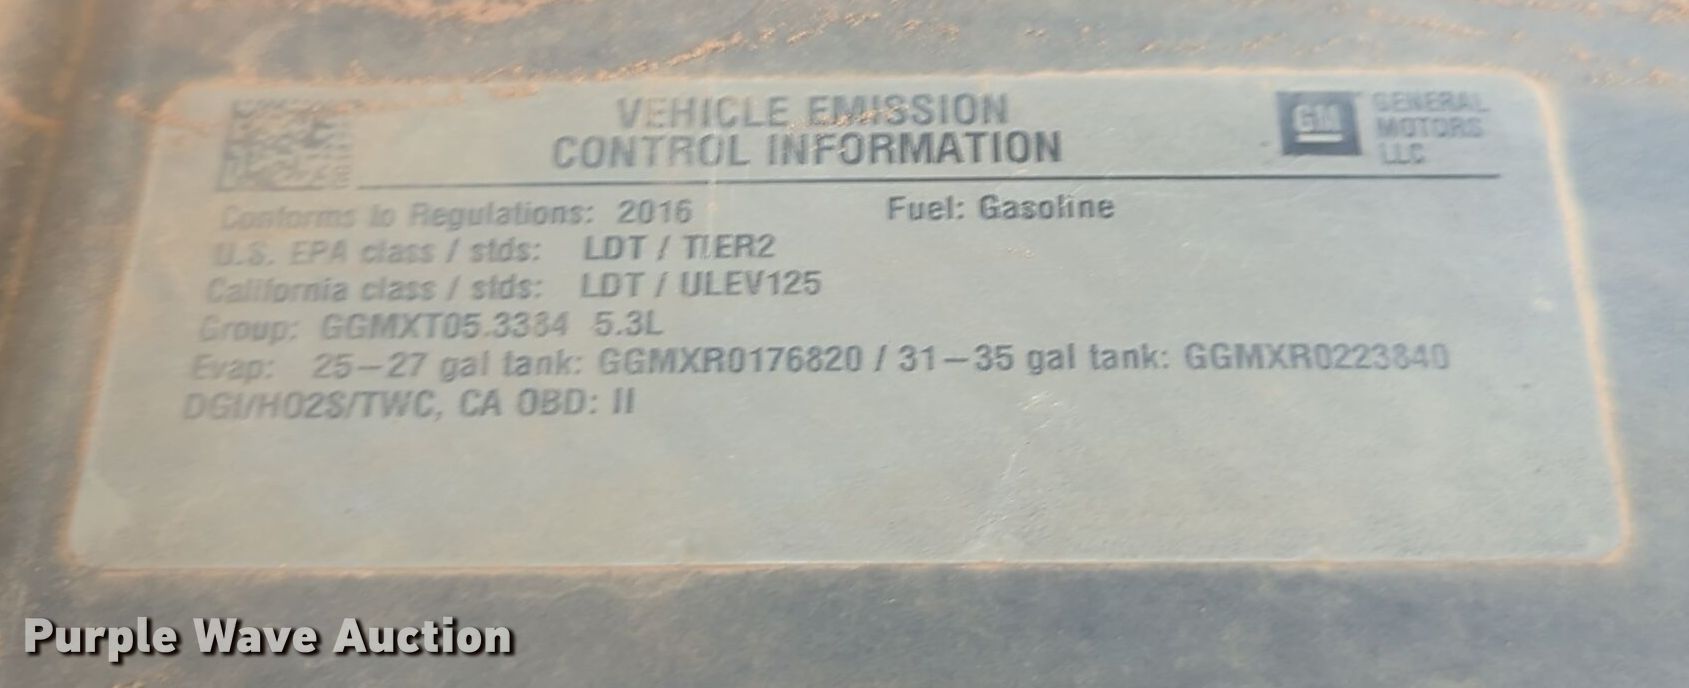 VEHICLE EMISSION
CONTROL INFORMATION
GM GENERAL
MOTORS
LLC
Conforms to Regulations: 2016 Fuel: Gasoline
U.S. EPA class / stds: LDT / TIER2
California class / stds: LDT / ULEV125
Group: GGMXT05.3384 5.3L
Evap: 25–27 gal tank: GGMXR0176820 / 31–35 gal tank: GGMXR0223840
DGI/HO2S/TWC, CA OBD: II
Purple Wave Auction